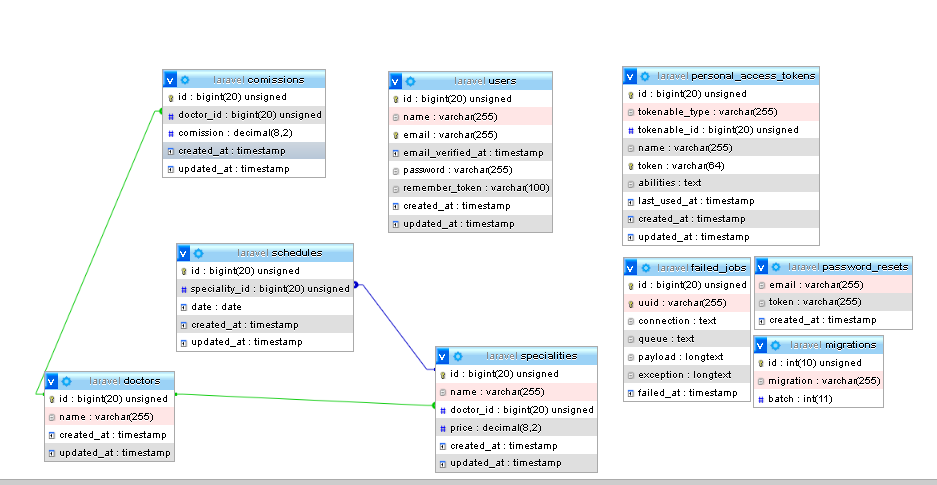 laravel comissions
id : bigint(20) unsigned
doctor_id : bigint(20) unsigned
comission : decimal(8,2)
created_at : timestamp
updated_at : timestamp
laravel users
id : bigint(20) unsigned
name : varchar(255)
email : varchar(255)
email_verified_at : timestamp
password : varchar(255)
remember_token : varchar(100)
created_at : timestamp
updated_at : timestamp
laravel personal_access_tokens
id : bigint(20) unsigned
tokenable_type : varchar(255)
tokenable_id : bigint(20) unsigned
name : varchar(255)
token : varchar(64)
abilities : text
last_used_at : timestamp
created_at : timestamp
updated_at : timestamp
laravel schedules
id : bigint(20) unsigned
speciality_id : bigint(20) unsigned
date : date
created_at : timestamp
updated_at : timestamp
laravel failed_jobs
id : bigint(20) unsigned
uuid : varchar(255)
connection : text
queue : text
payload : longtext
exception : longtext
failed_at : timestamp
laravel password_resets
email : varchar(255)
token : varchar(255)
created_at : timestamp
laravel migrations
id : int(10) unsigned
migration : varchar(255)
batch : int(11)
laravel doctors
id : bigint(20) unsigned
name : varchar(255)
created_at : timestamp
updated_at : timestamp
laravel specialities
id : bigint(20) unsigned
name : varchar(255)
doctor_id : bigint(20) unsigned
price : decimal(8,2)
created_at : timestamp
updated_at : timestamp